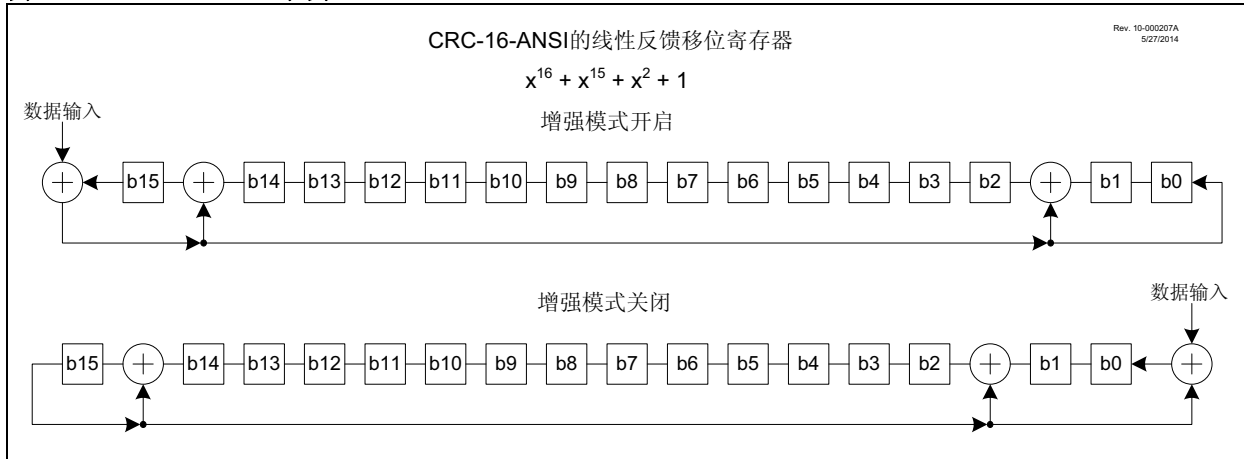 CRC-16-ANSI的线性反馈移位寄存器
Rev. 10-000207A
5/27/2014
x¹⁶ + x¹⁵ + x² + 1
增强模式开启
数据输入
b15 b14 b13 b12 b11 b10 b9 b8 b7 b6 b5 b4 b3 b2 b1 b0
增强模式关闭
数据输入
b15 b14 b13 b12 b11 b10 b9 b8 b7 b6 b5 b4 b3 b2 b1 b0